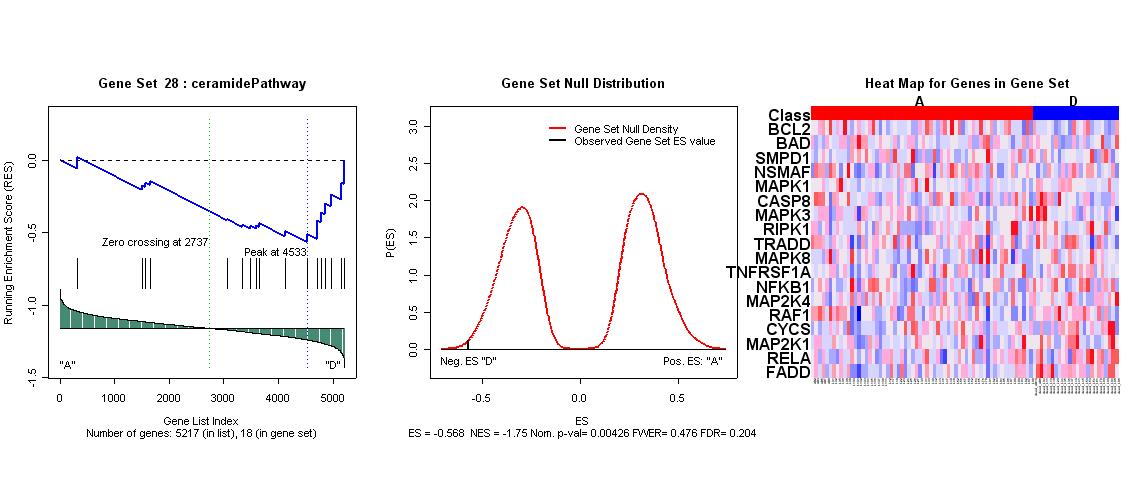 Gene Set  28 : ceramidePathway
Running Enrichment Score (RES)
0.0
-0.5
-1.0
-1.5
Zero crossing at 2737
Peak at 4533
"A"
"D"
0 1000 2000 3000 4000 5000
Gene List Index
Number of genes: 5217 (in list), 18 (in gene set)
Gene Set Null Distribution
P(ES)
3.0
2.5
2.0
1.5
1.0
0.5
0.0
Gene Set Null Density
Observed Gene Set ES value
Neg. ES "D"
Pos. ES: "A"
-0.5 0.0 0.5
ES
ES = -0.568  NES = -1.75 Nom. p-val= 0.00426 FWER= 0.476 FDR= 0.204
Heat Map for Genes in Gene Set
A D
Class
BCL2
BAD
SMPD1
NSMAF
MAPK1
CASP8
MAPK3
RIPK1
TRADD
MAPK8
TNFRSF1A
NFKB1
MAP2K4
RAF1
CYCS
MAP2K1
RELA
FADD